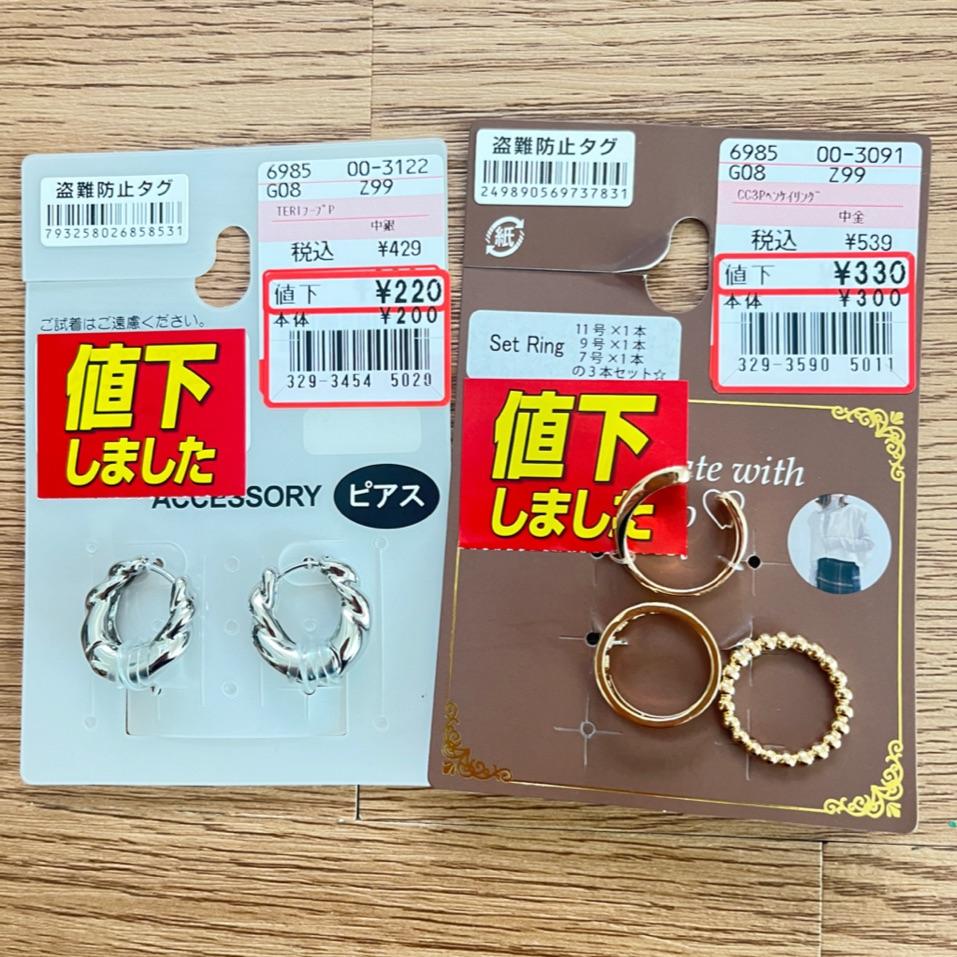 盗難防止タグ
793258026858531
6985 00-3122
G08 Z99
TERIフープP
中銀
税込 ¥429
値下 ¥220
本体 ¥200
329-3454 5029
ご試着はご遠慮ください。
値下
しました
ACCESSORY
ピアス
盗難防止タグ
249890569737831
紙
6985 00-3091
G08 Z99
CC3Pヘンケイリング
中金
税込 ¥539
値下 ¥330
本体 ¥300
329-3590 5011
Set Ring
11号×1本
9号×1本
7号×1本
の3本セット☆
値下
しました
with